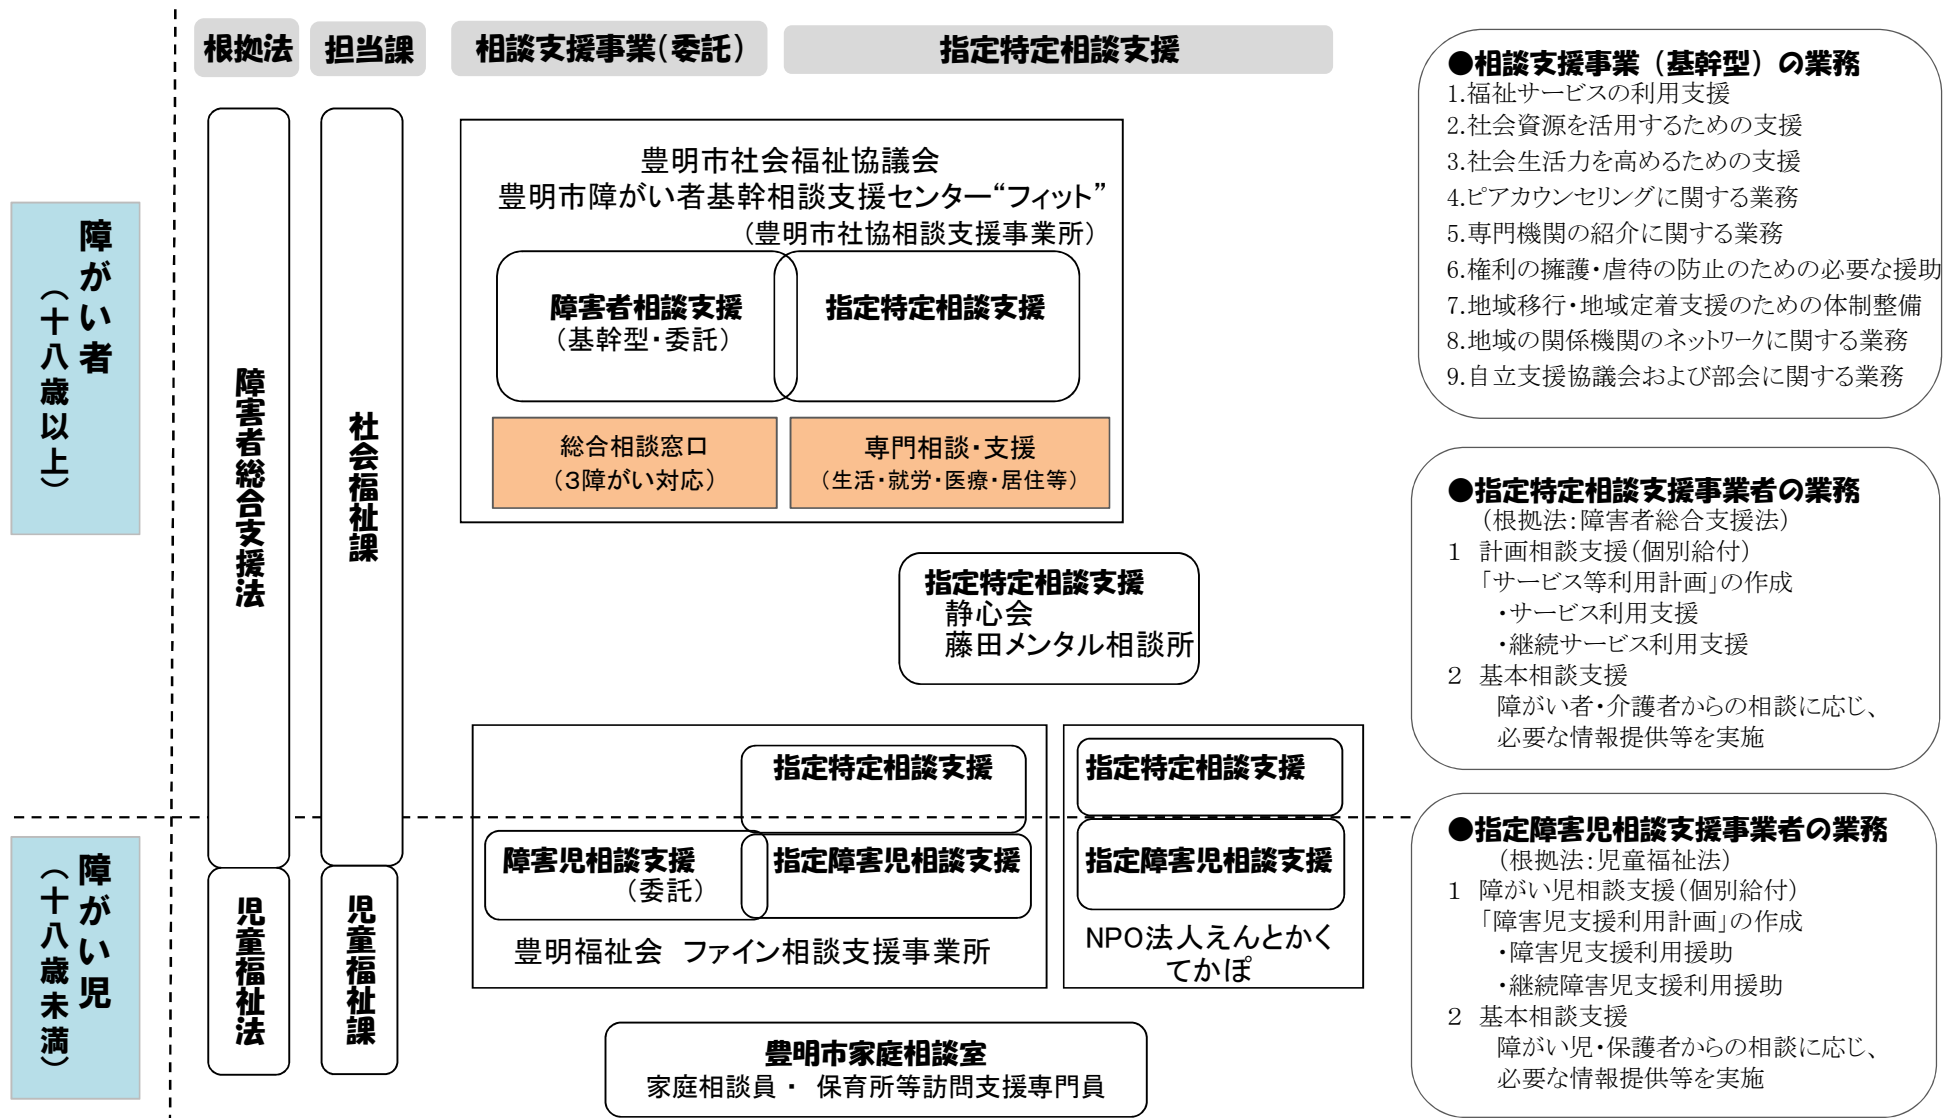 根拠法
担当課
相談支援事業(委託)
指定特定相談支援
障がい者
(十八歳以上)
障害者総合支援法
社会福祉課
豊明市社会福祉協議会
豊明市障がい者基幹相談支援センター“フィット”
(豊明市社協相談支援事業所)
障害者相談支援
(基幹型・委託)
指定特定相談支援
総合相談窓口
(3障がい対応)
専門相談・支援
(生活・就労・医療・居住等)
指定特定相談支援
静心会
藤田メンタル相談所
指定特定相談支援
指定特定相談支援
障がい児
(十八歳未満)
児童福祉法
児童福祉課
障害児相談支援
(委託)
指定障害児相談支援
豊明福祉会 ファイン相談支援事業所
指定障害児相談支援
NPO法人えんとかく
てかぽ
豊明市家庭相談室
家庭相談員・ 保育所等訪問支援専門員
●相談支援事業(基幹型)の業務
1.福祉サービスの利用支援
2.社会資源を活用するための支援
3.社会生活力を高めるための支援
4.ピアカウンセリングに関する業務
5.専門機関の紹介に関する業務
6.権利の擁護・虐待の防止のための必要な援助
7.地域移行・地域定着支援のための体制整備
8.地域の関係機関のネットワークに関する業務
9.自立支援協議会および部会に関する業務
●指定特定相談支援事業者の業務
(根拠法:障害者総合支援法)
1 計画相談支援(個別給付)
「サービス等利用計画」の作成
・サービス利用支援
・継続サービス利用支援
2 基本相談支援
障がい者・介護者からの相談に応じ、
必要な情報提供等を実施
●指定障害児相談支援事業者の業務
(根拠法:児童福祉法)
1 障がい児相談支援(個別給付)
「障害児支援利用計画」の作成
・障害児支援利用援助
・継続障害児支援利用援助
2 基本相談支援
障がい児・保護者からの相談に応じ、
必要な情報提供等を実施